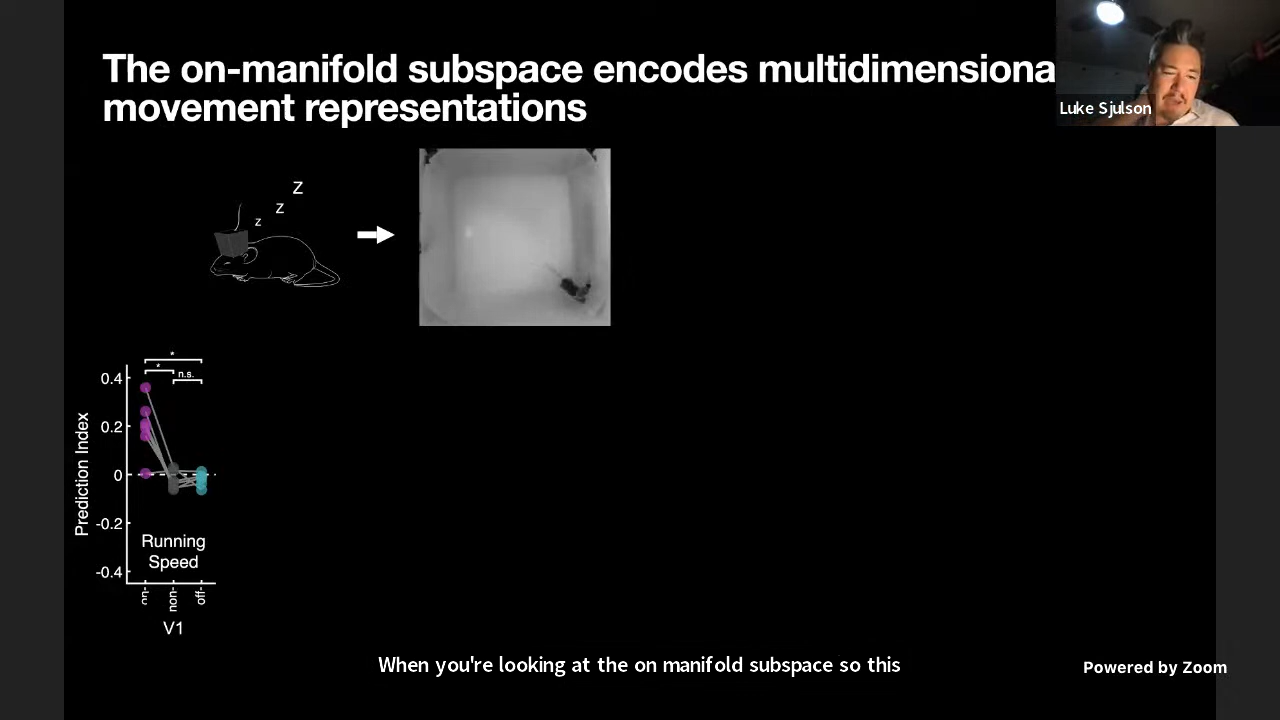 The on-manifold subspace encodes multidimensiona
movement representations
Luke Sjulson
z z z
*
*
n.s.
0.4
0.2
0
-0.2
-0.4
Prediction Index
Running
Speed
on-
non-
off-
V1
When you're looking at the on manifold subspace so this
Powered by Zoom